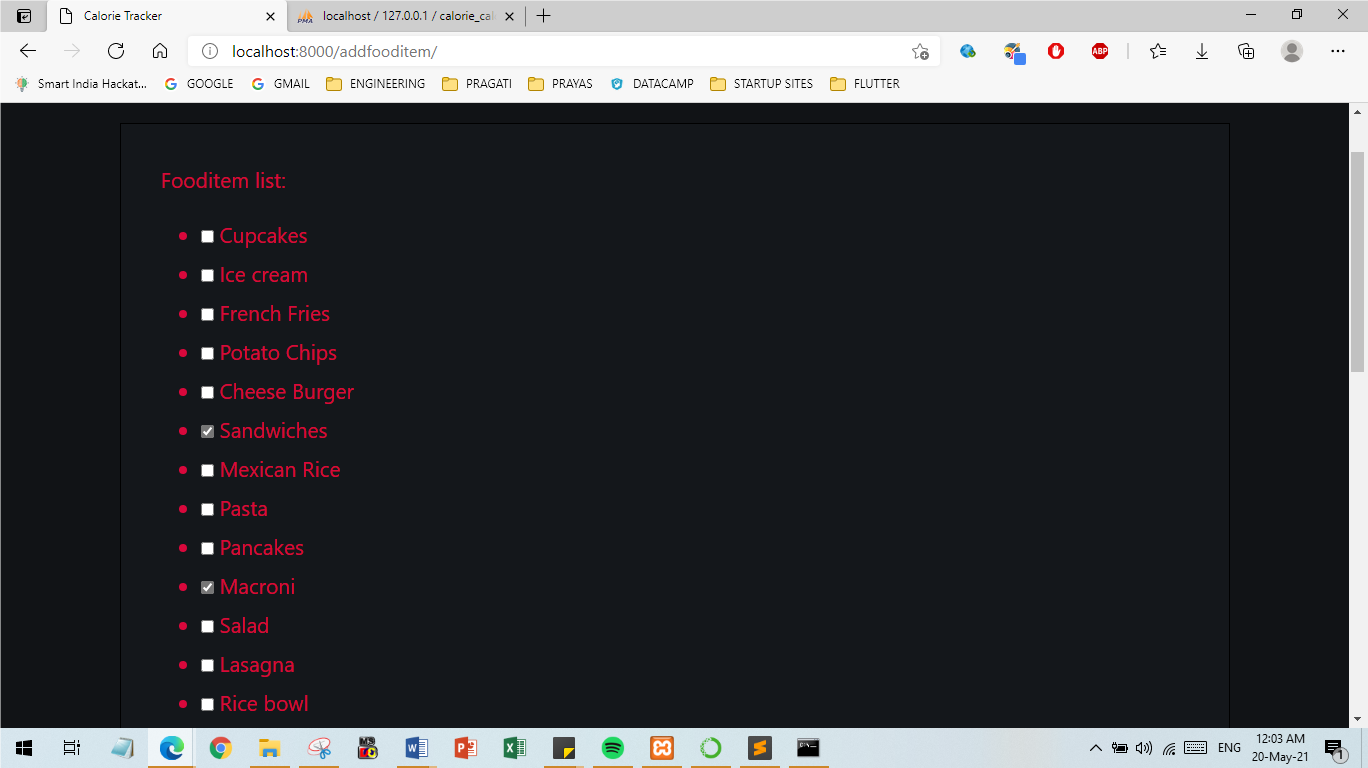 Calorie Tracker
localhost / 127.0.0.1 / calorie_cal
localhost:8000/addfooditem/
ABP
Smart India Hackat...
GOOGLE
GMAIL
ENGINEERING
PRAGATI
PRAYAS
DATACAMP
STARTUP SITES
FLUTTER
Fooditem list:
Cupcakes
Ice cream
French Fries
Potato Chips
Cheese Burger
Sandwiches
Mexican Rice
Pasta
Pancakes
Macroni
Salad
Lasagna
Rice bowl
ENG
12:03 AM
20-May-21
1